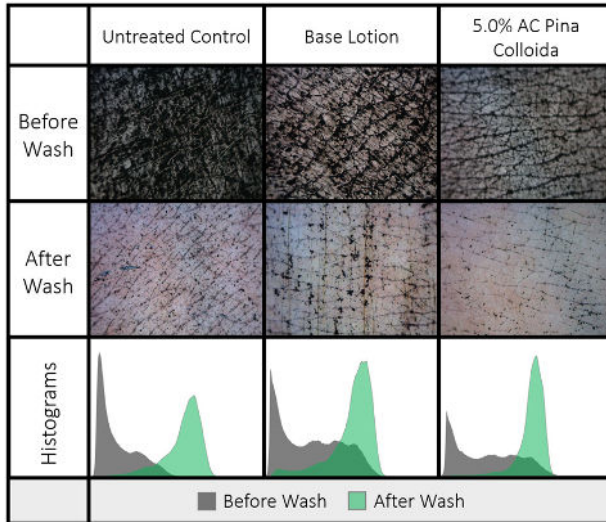 Untreated Control
Base Lotion
5.0% AC Pina
Colloida
Before
Wash
After
Wash
Histograms
Before Wash
After Wash